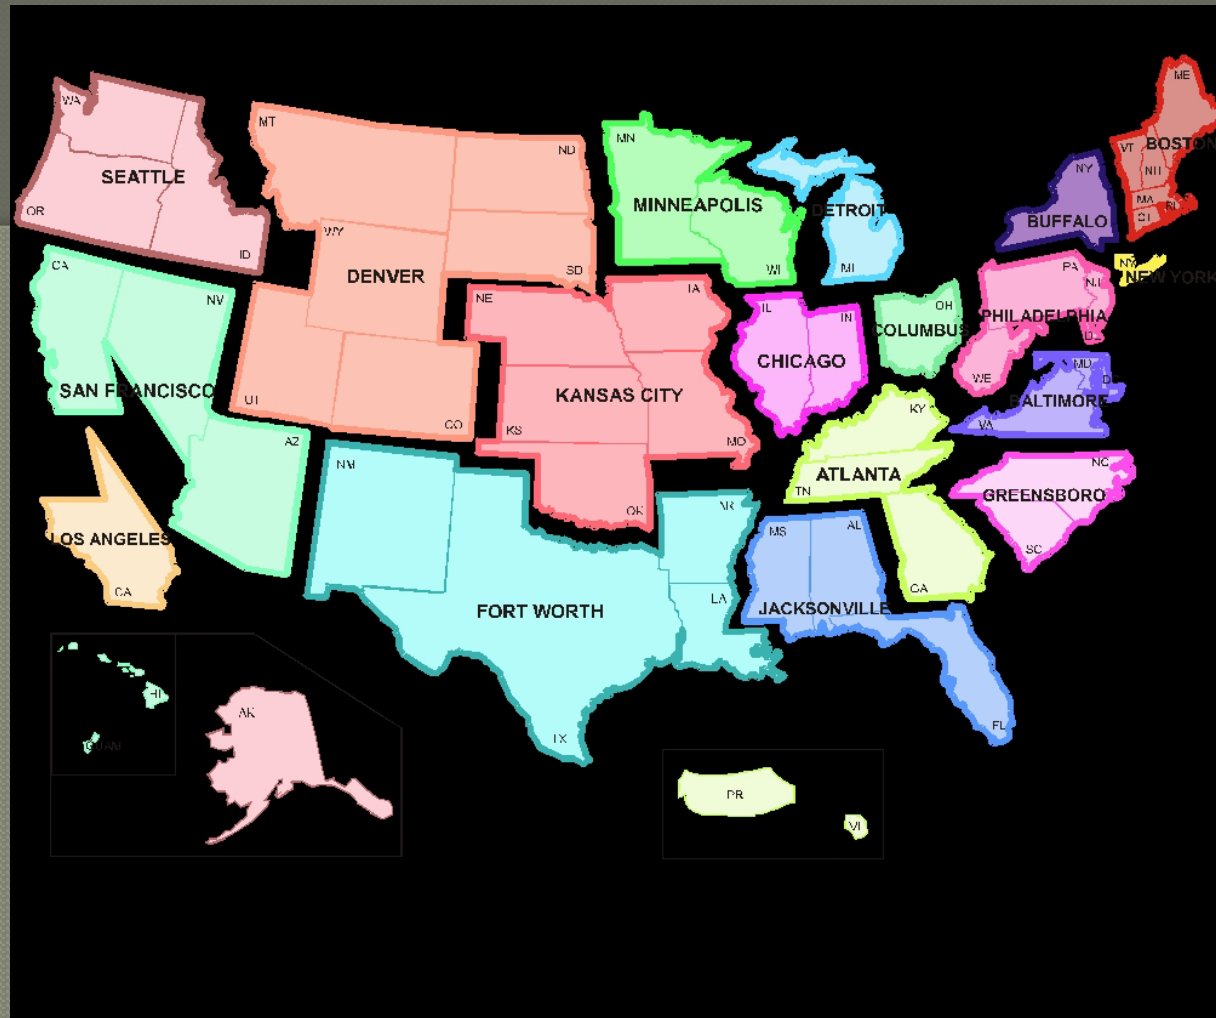 WA
SEATTLE
OR
ID
MT
ND
WY
DENVER
SD
UT
CO
MN
MINNEAPOLIS
WI
DETROIT
MI
ME
VT
BOSTON
NH
MA
RI
CT
NY
BUFFALO
NY
NEW YORK
PA
NJ
PHILADELPHIA
DE
WE
OH
COLUMBUS
IL
IN
CHICAGO
NE
IA
KANSAS CITY
KS
MO
OK
CA
NV
SAN FRANCISCO
AZ
MD
BALTIMORE
VA
KY
ATLANTA
TN
GA
NC
GREENSBORO
SC
LOS ANGELES
CA
NM
AR
FORT WORTH
LA
TX
MS
AL
JACKSONVILLE
FL
HI
GUAM
AK
PR
VI